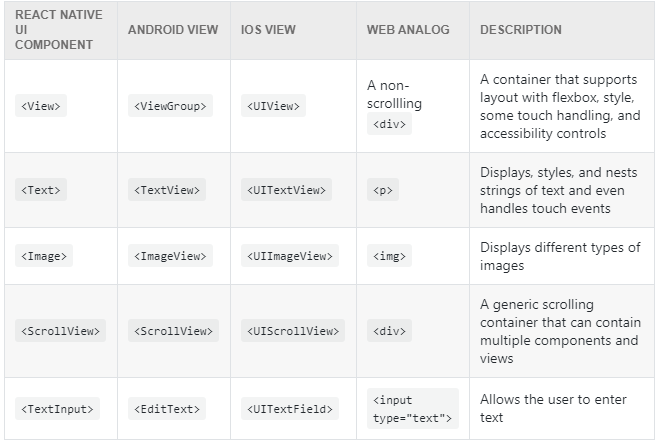 REACT NATIVE
UI
COMPONENT
ANDROID VIEW
IOS VIEW
WEB ANALOG
DESCRIPTION
<View>
<ViewGroup>
<UIView>
A non-
scrollling
<div>
A container that supports
layout with flexbox, style,
some touch handling, and
accessibility controls
<Text>
<TextView>
<UITextView>
<p>
Displays, styles, and nests
strings of text and even
handles touch events
<Image>
<ImageView>
<UIImageView>
<img>
Displays different types of
images
<ScrollView>
<ScrollView>
<UIScrollView>
<div>
A generic scrolling
container that can contain
multiple components and
views
<TextInput>
<EditText>
<UITextField>
<input
type="text">
Allows the user to enter
text